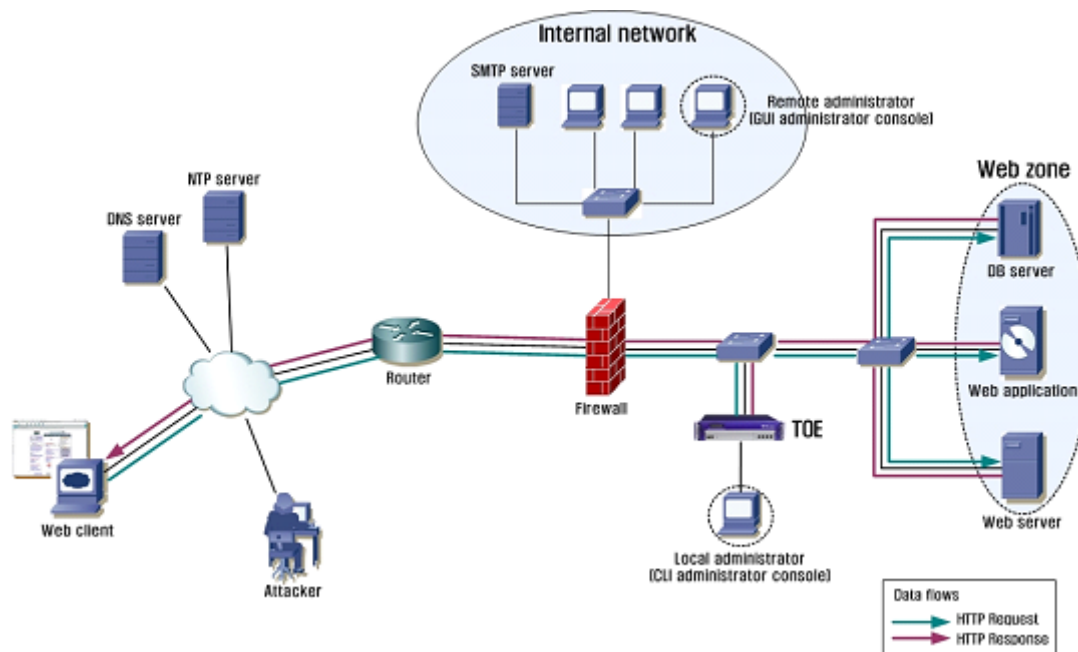 Internal network
SMTP server
Remote administrator
(GUI administrator console)
Web zone
NTP server
DNS server
DB server
Router
Firewall
TOE
Web application
Web client
Attacker
Local administrator
(CLI administrator console)
Web server
Data flows
HTTP Request
HTTP Response